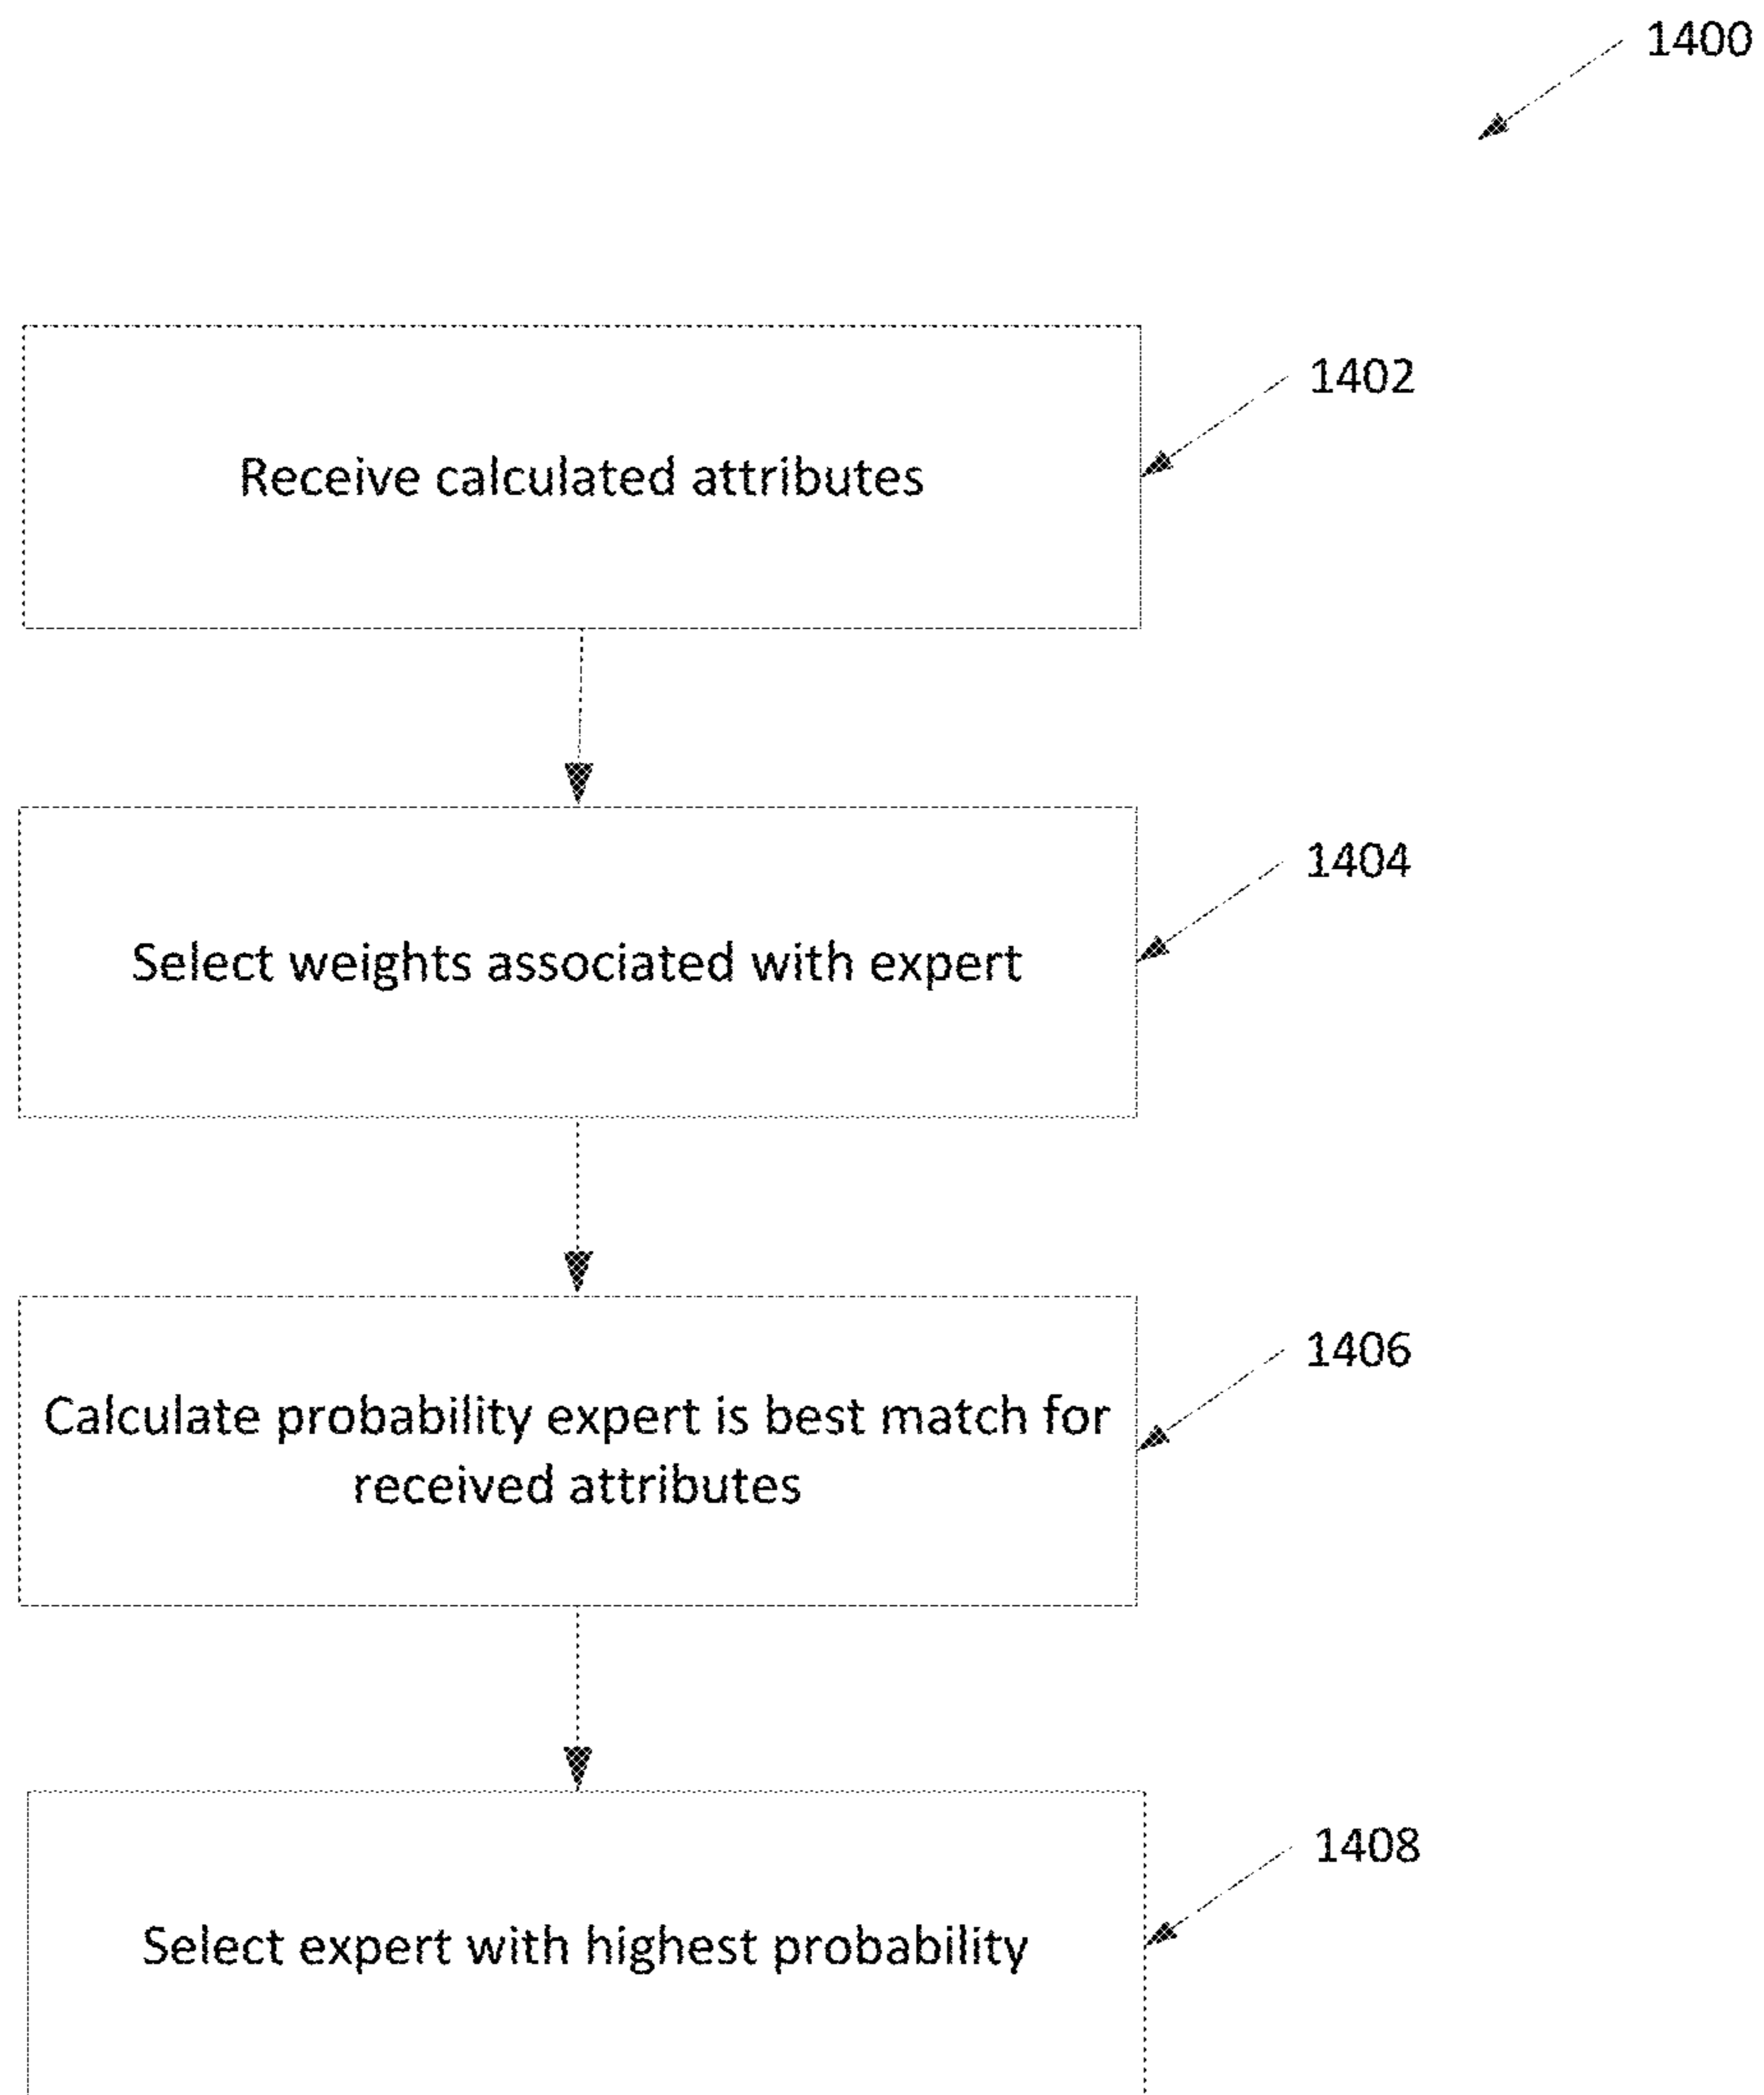 1400
1402
Receive calculated attributes
1404
Select weights associated with expert
1406
Calculate probability expert is best match for
received attributes
1408
Select expert with highest probability